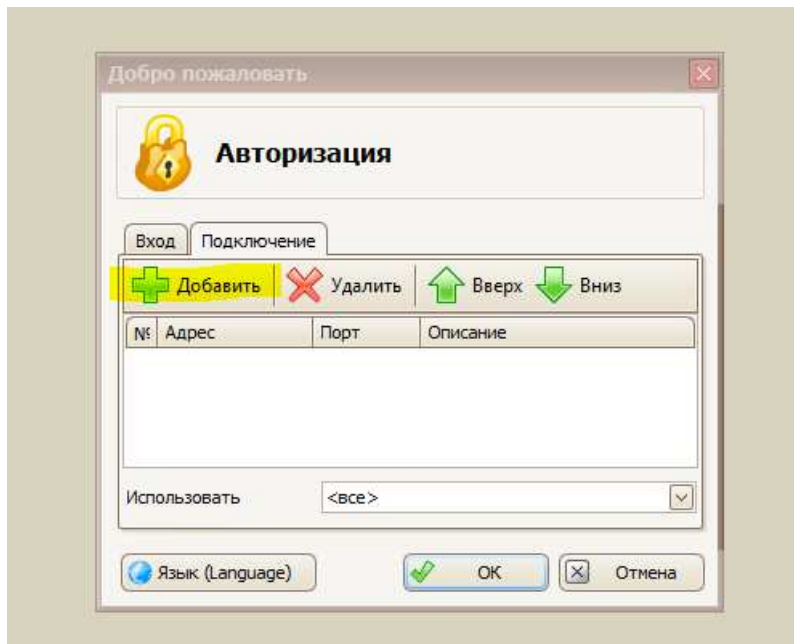 Добро пожаловать
Авторизация
Вход Подключение
Добавить Удалить Вверх Вниз
№ Адрес Порт Описание
Использовать <все>
Язык (Language) OK Отмена